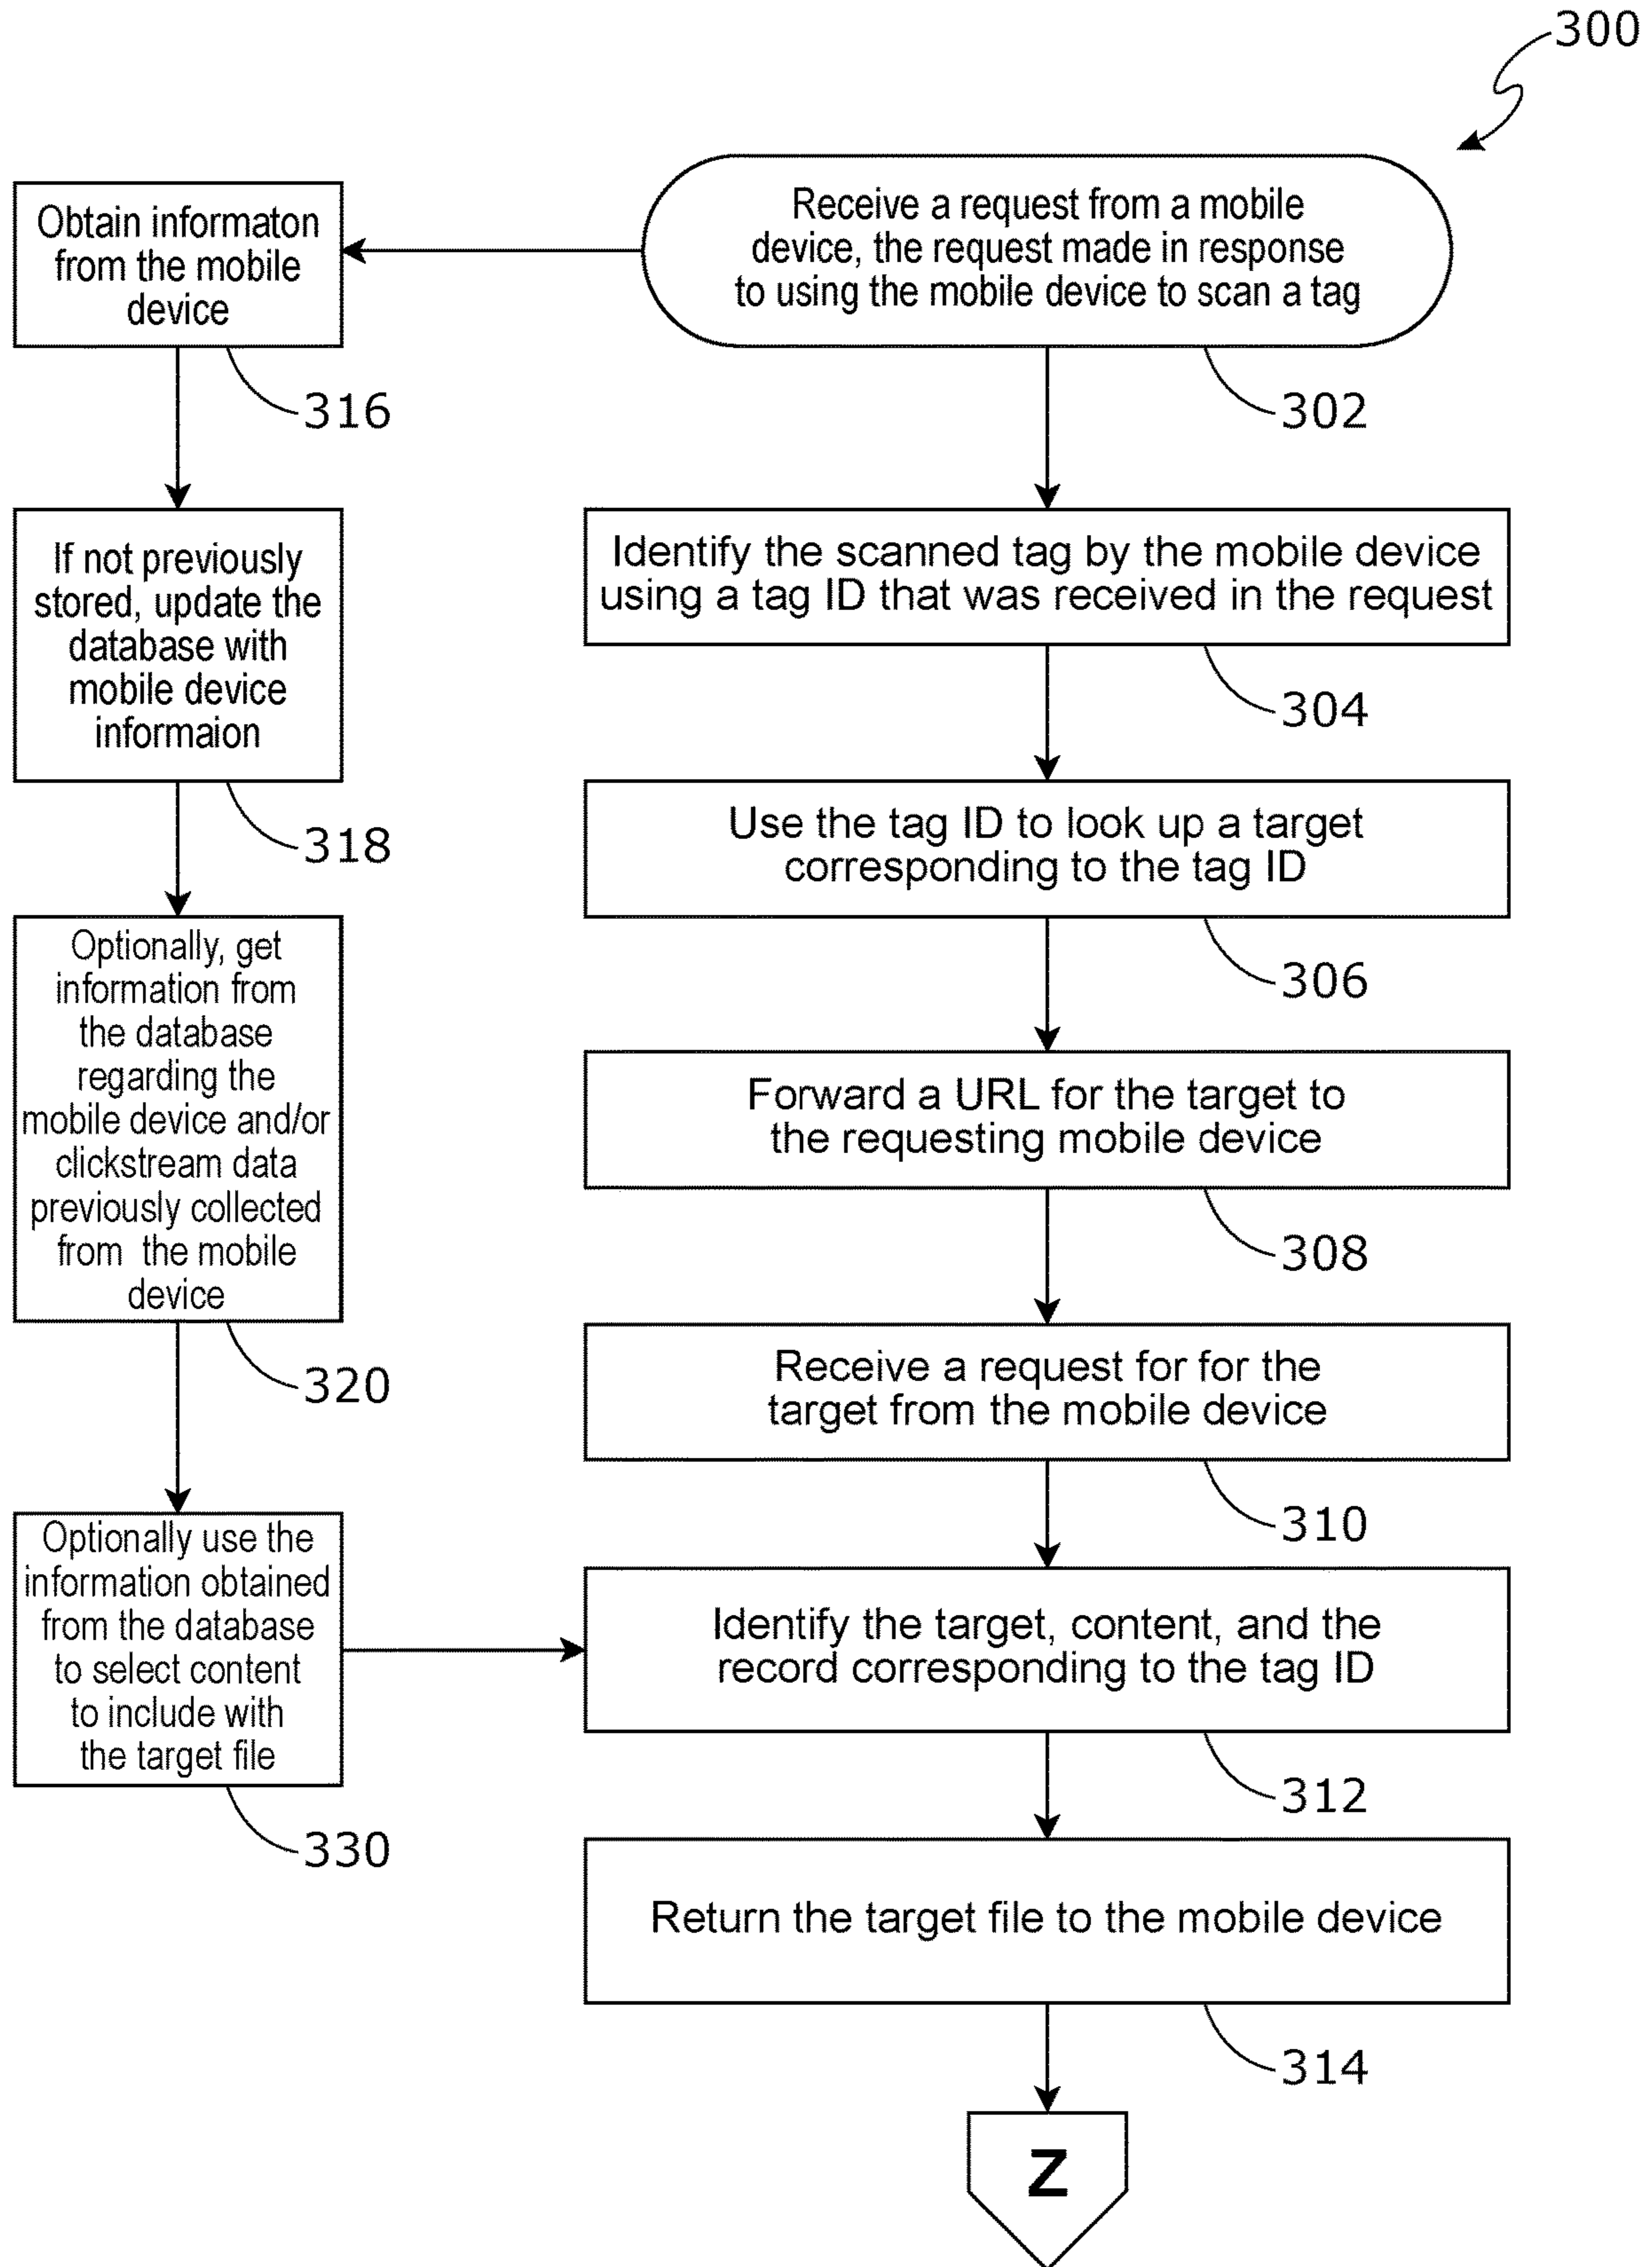 300
Receive a request from a mobile
device, the request made in response
to using the mobile device to scan a tag
302
Obtain informaton
from the mobile
device
316
Identify the scanned tag by the mobile device
using a tag ID that was received in the request
304
If not previously
stored, update the
database with
mobile device
informaion
318
Use the tag ID to look up a target
corresponding to the tag ID
306
Optionally, get
information from
the database
regarding the
mobile device and/or
clickstream data
previously collected
from the mobile
device
320
Forward a URL for the target to
the requesting mobile device
308
Receive a request for for the
target from the mobile device
310
Optionally use the
information obtained
from the database
to select content
to include with
the target file
330
Identify the target, content, and the
record corresponding to the tag ID
312
Return the target file to the mobile device
314
Z